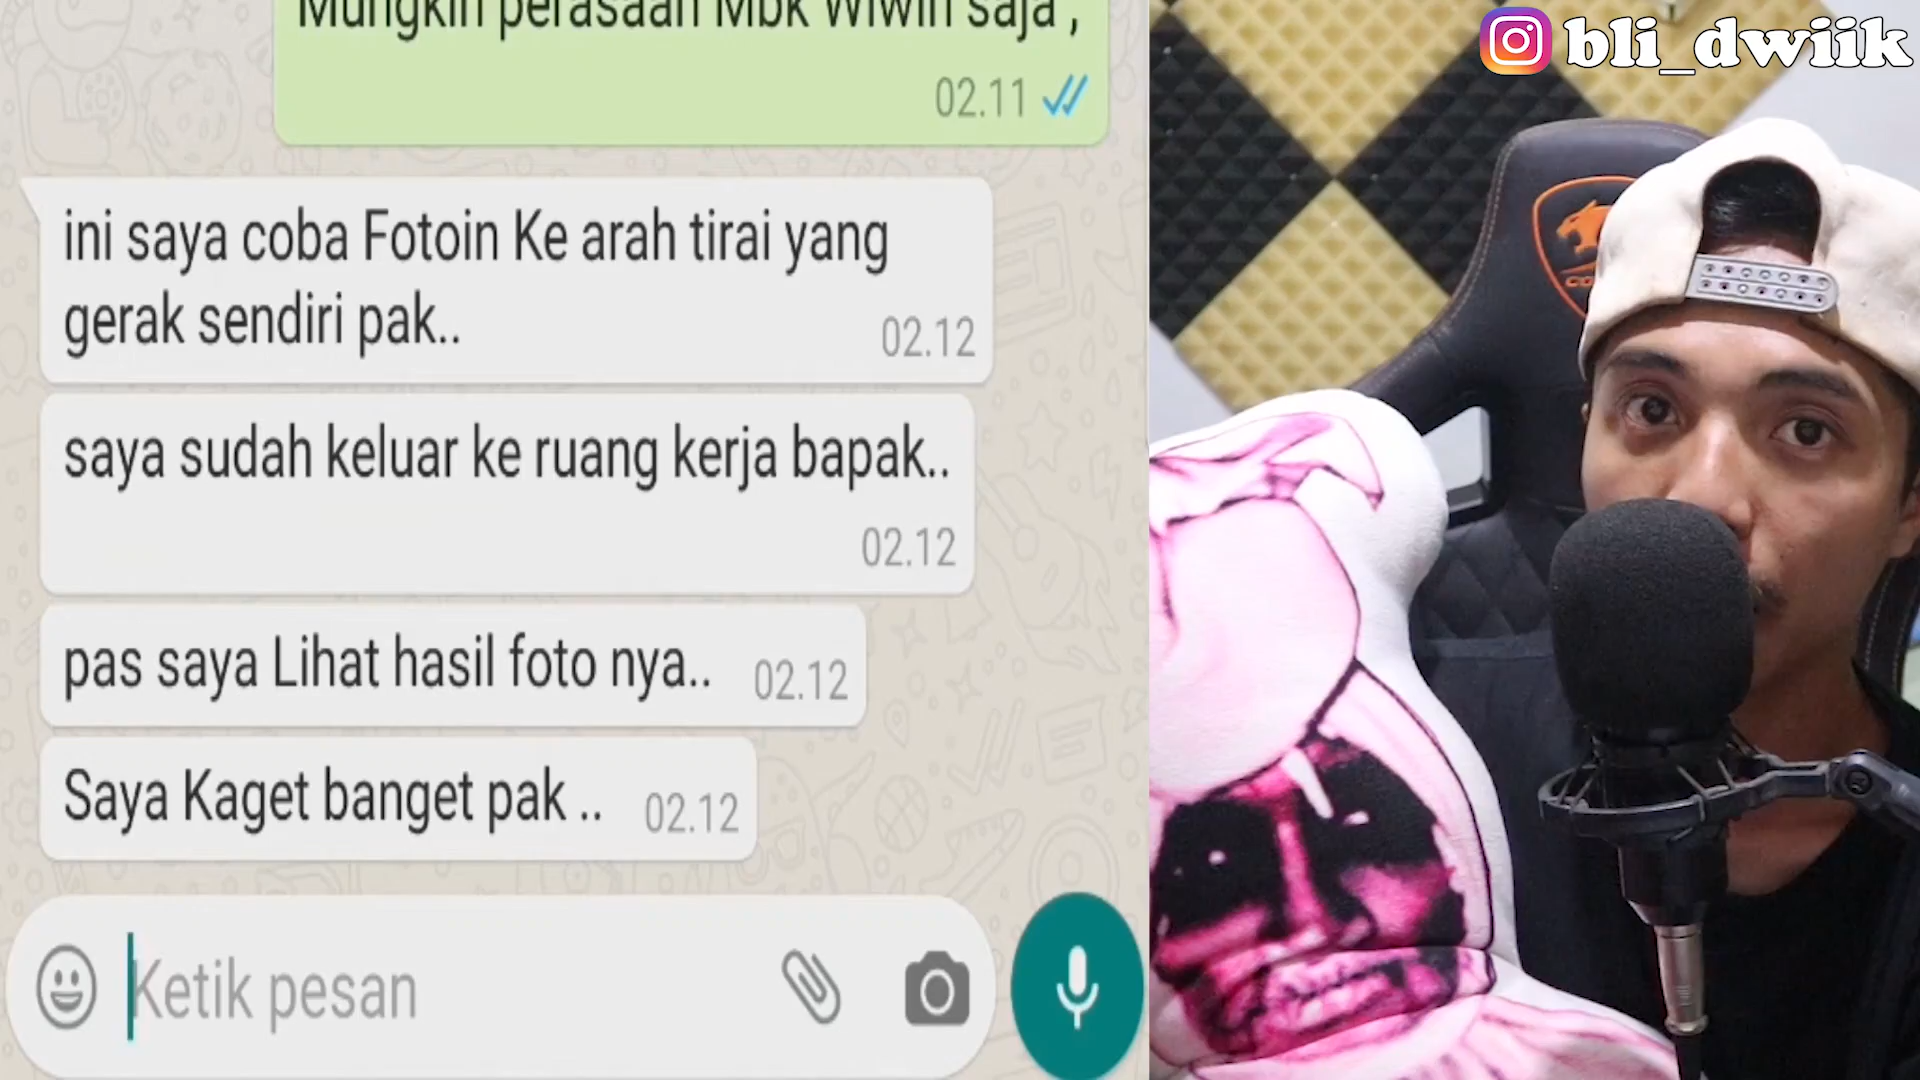 Mungkin perasaan Mbk Wiwin saja ,
02.11
ini saya coba Fotoin Ke arah tirai yang
gerak sendiri pak..
02.12
saya sudah keluar ke ruang kerja bapak..
02.12
pas saya Lihat hasil foto nya.. 02.12
Saya Kaget banget pak .. 02.12
Ketik pesan
bli_dwiik